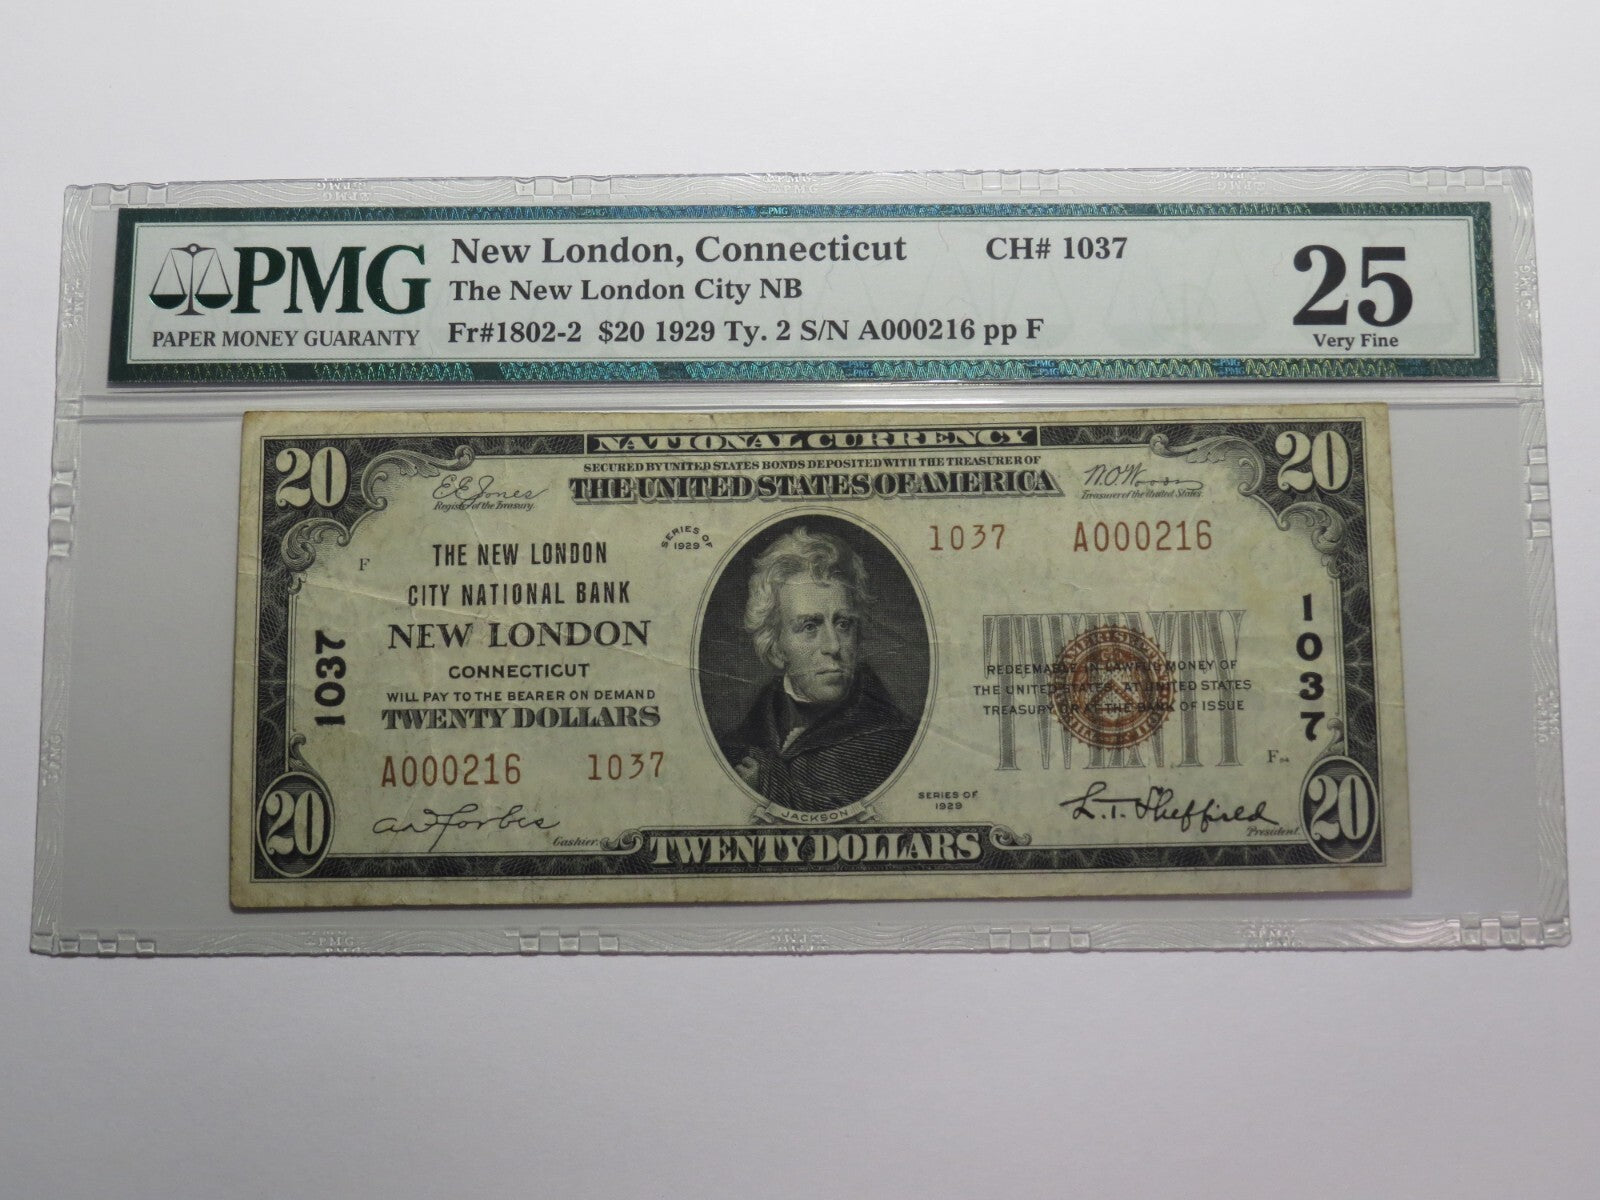 PMG
PAPER MONEY GUARANTY
New London, Connecticut CH# 1037
The New London City NB
Fr#1802-2 $20 1929 Ty. 2 S/N A000216 pp F
25
Very Fine
NATIONAL CURRENCY
SECURED BY UNITED STATES BONDS DEPOSITED WITH THE TREASURER OF
THE UNITED STATES OF AMERICA
20
20
E.E. Jones
Register of the Treasury.
W.O. Woods
Treasurer of the United States.
SERIES OF
1929
1037 A000216
F
THE NEW LONDON
CITY NATIONAL BANK
NEW LONDON
CONNECTICUT
WILL PAY TO THE BEARER ON DEMAND
TWENTY DOLLARS
1037
A000216 1037
TWENTY
REDEEMABLE IN LAWFUL MONEY OF
THE UNITED STATES AT UNITED STATES
TREASURY OR AT THE BANK OF ISSUE
1037
F
SERIES OF
1929
JACKSON
Cashier.
L.T. Sheffield
President.
20
TWENTY DOLLARS
20